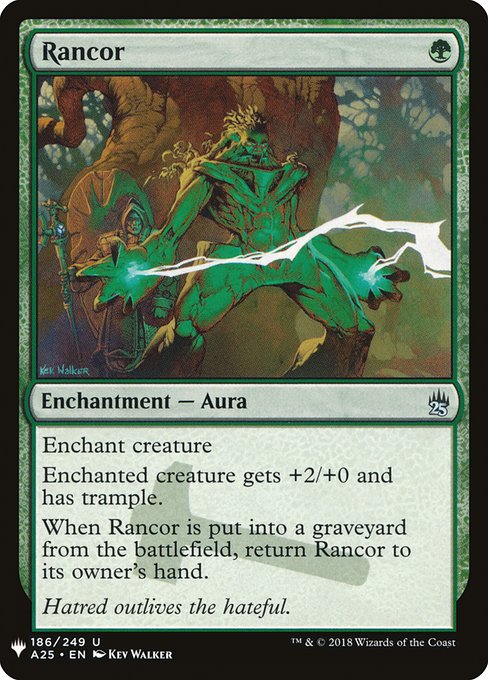 Rancor
Kev Walker
Enchantment — Aura
25
Enchant creature
Enchanted creature gets +2/+0 and
has trample.
When Rancor is put into a graveyard
from the battlefield, return Rancor to
its owner's hand.
Hatred outlives the hateful.
186/249 U
A25 • EN Kev Walker
™ & © 2018 Wizards of the Coast